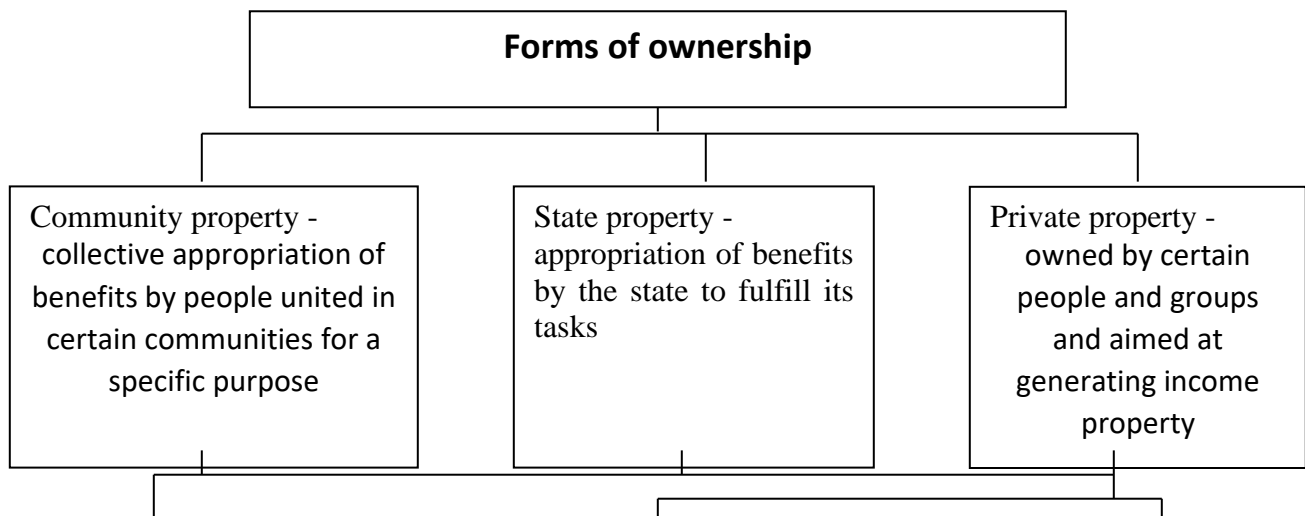 Forms of ownership
Community property -
collective appropriation of
benefits by people united in
certain communities for a
specific purpose
State property -
appropriation of benefits
by the state to fulfill its
tasks
Private property -
owned by certain
people and groups
and aimed at
generating income
property